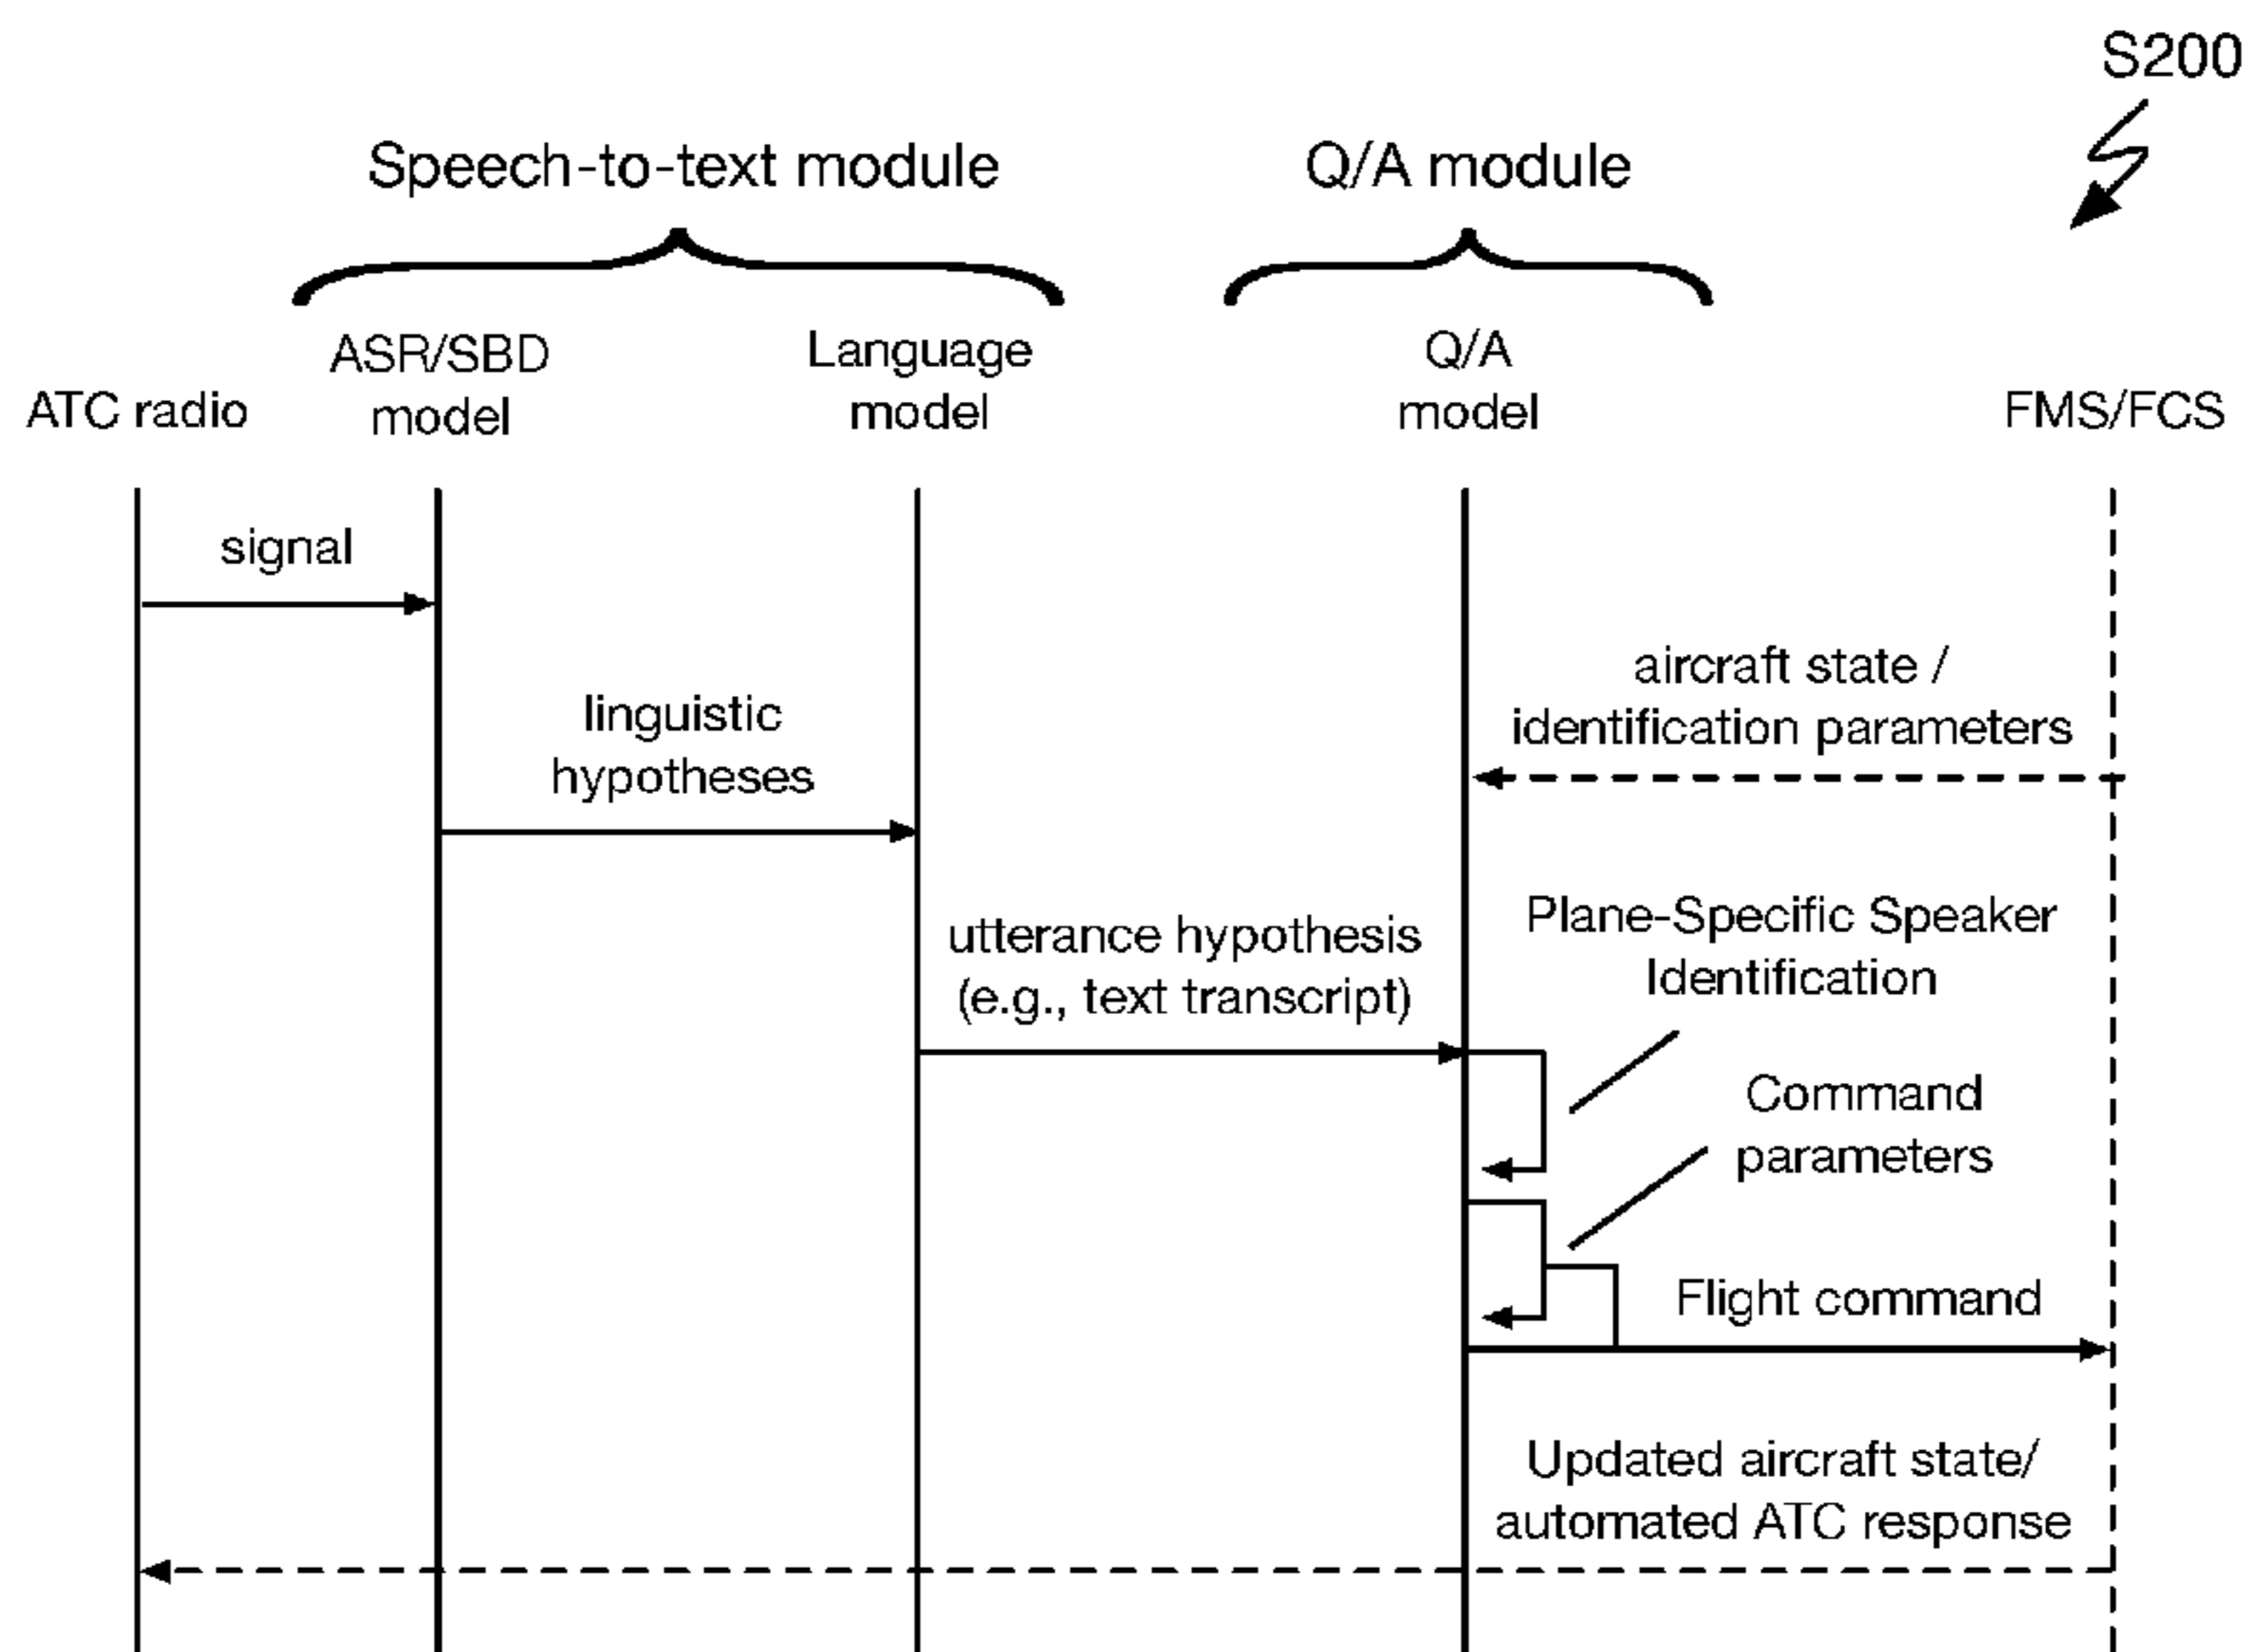 S200
Speech-to-text module
Q/A module
ASR/SBD
model
Language
model
Q/A
model
ATC radio
FMS/FCS
signal
aircraft state /
identification parameters
linguistic
hypotheses
Plane-Specific Speaker
Identification
utterance hypothesis
(e.g., text transcript)
Command
parameters
Flight command
Updated aircraft state/
automated ATC response